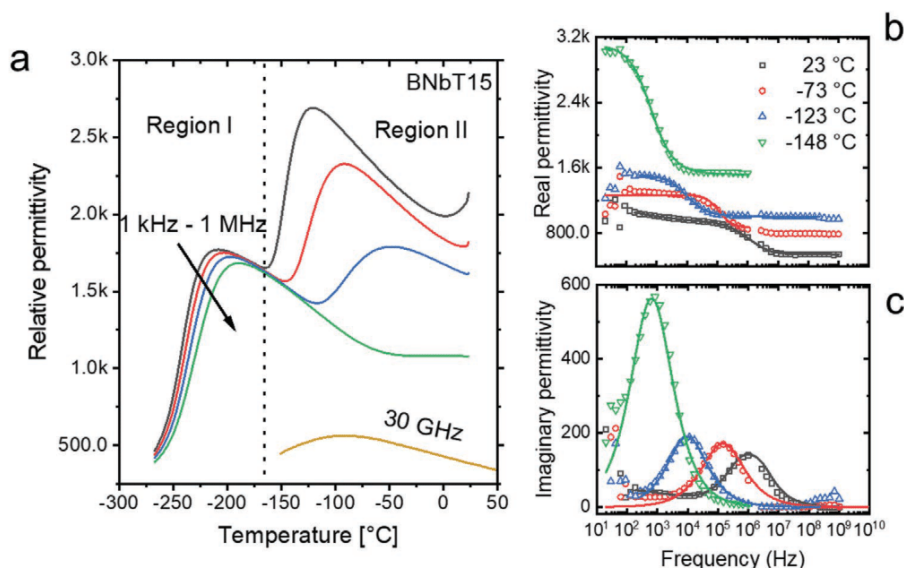 a
BNbT15
Region I
Region II
1 kHz - 1 MHz
30 GHz
3.0k
2.5k
2.0k
1.5k
1.0k
500.0
-300 -250 -200 -150 -100 -50 0 50
Relative permittivity
Temperature [°C]
b
3.2k
2.4k
1.6k
800.0
Real permittivity
23 °C
-73 °C
-123 °C
-148 °C
c
600
400
200
0
Imaginary permittivity
10¹ 10² 10³ 10⁴ 10⁵ 10⁶ 10⁷ 10⁸ 10⁹ 10¹⁰
Frequency (Hz)